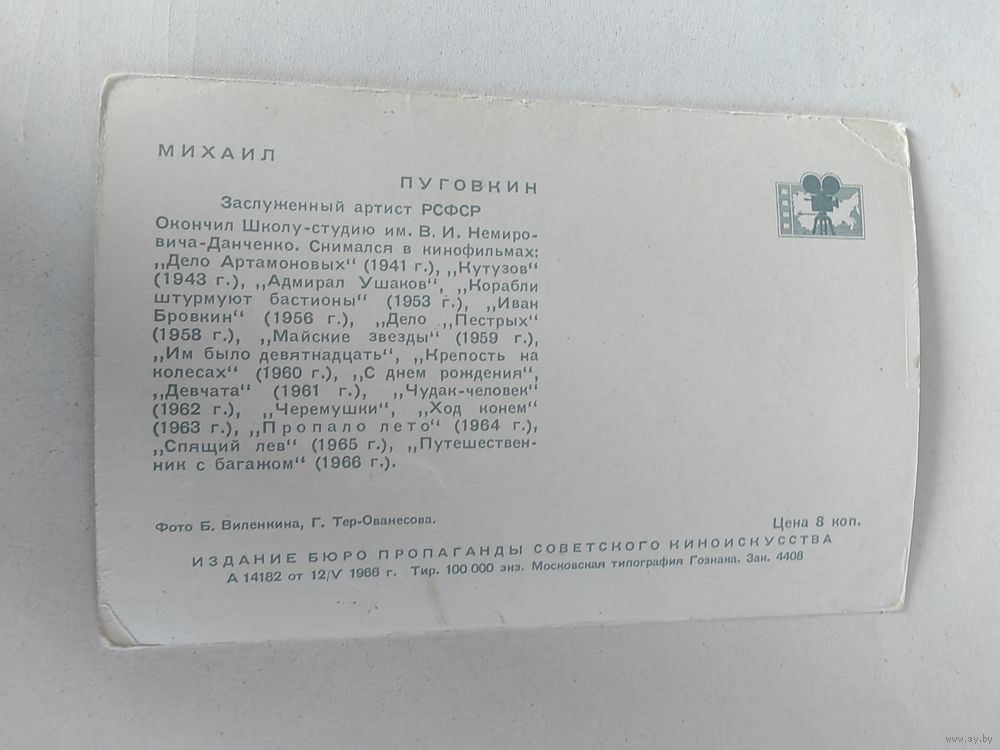 МИХАИЛ
ПУГОВКИН
Заслуженный артист РСФСР
Окончил Школу-студию им. В. И. Немиро-
вича-Данченко. Снимался в кинофильмах:
„Дело Артамоновых“ (1941 г.), „Кутузов“
(1943 г.), „Адмирал Ушаков“, „Корабли
штурмуют бастионы“ (1953 г.), „Иван
Бровкин“ (1956 г.), „Дело „Пестрых“
(1958 г.), „Майские звезды“ (1959 г.),
„Им было девятнадцать“, „Крепость на
колесах“ (1960 г.), „С днем рождения“,
„Девчата“ (1961 г.), „Чудак-человек“
(1962 г.), „Черемушки“, „Ход конем“
(1963 г.), „Пропало лето“ (1964 г.),
„Спящий лев“ (1965 г.), „Путешествен-
ник с багажом“ (1966 г.).
Фото Б. Виленкина, Г. Тер-Ованесова.
Цена 8 коп.
ИЗДАНИЕ БЮРО ПРОПАГАНДЫ СОВЕТСКОГО КИНОИСКУССТВА
А 14182 от 12/V 1966 г. Тир. 100 000 экз. Московская типография Гознака. Зак. 4408
www.ay.by